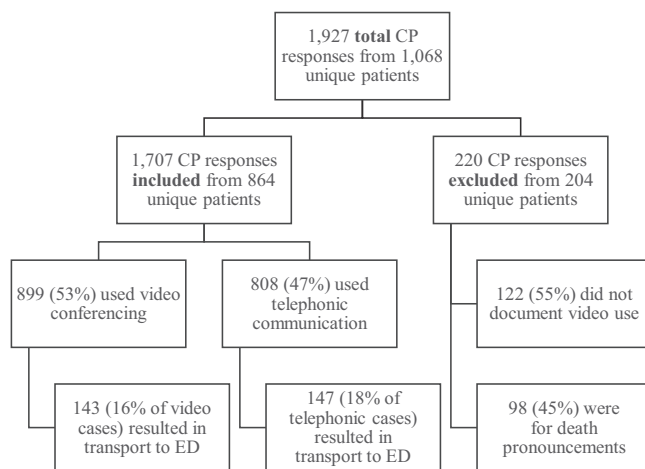 1,927 total CP
responses from 1,068
unique patients
1,707 CP responses
included from 864
unique patients
220 CP responses
excluded from 204
unique patients
899 (53%) used video
conferencing
808 (47%) used
telephonic
communication
122 (55%) did not
document video use
143 (16% of video
cases) resulted in
transport to ED
147 (18% of
telephonic cases)
resulted in
transport to ED
98 (45%) were
for death
pronouncements